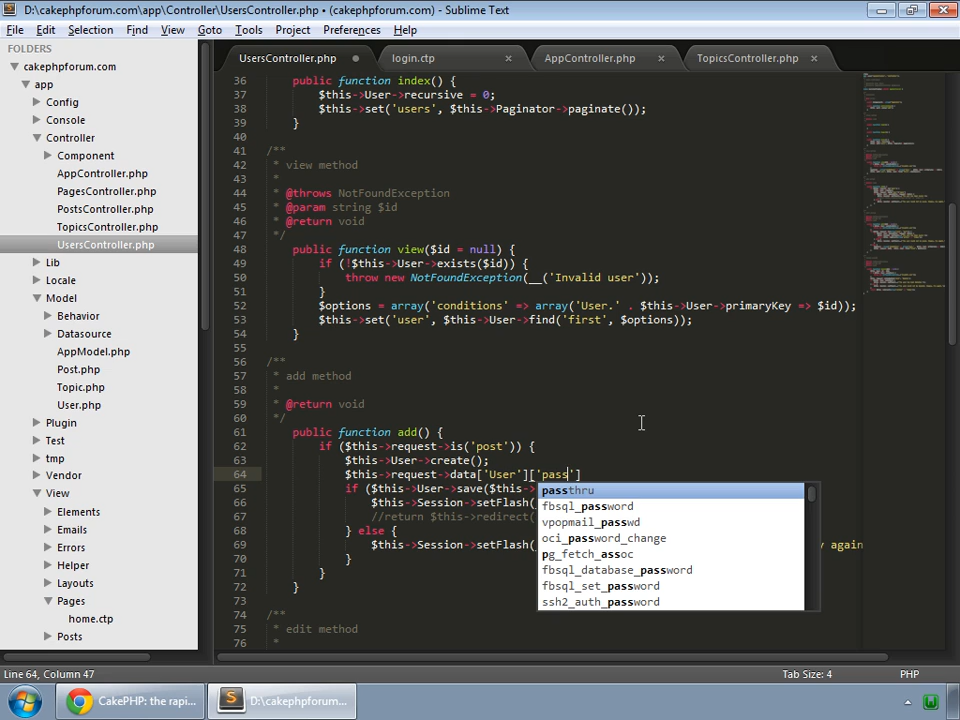 D:\cakephpforum.com\app\Controller\UsersController.php • (cakephpforum.com) - Sublime Text
File Edit Selection Find View Goto Tools Project Preferences Help
FOLDERS
cakephpforum.com
app
Config
Console
Controller
Component
AppController.php
PagesController.php
PostsController.php
TopicsController.php
UsersController.php
Lib
Locale
Model
Behavior
Datasource
AppModel.php
Post.php
Topic.php
User.php
Plugin
Test
tmp
Vendor
View
Elements
Emails
Errors
Helper
Layouts
Pages
home.ctp
Posts
UsersController.php login.ctp AppController.php TopicsController.php
36 public function index() {
37 $this->User->recursive = 0;
38 $this->set('users', $this->Paginator->paginate());
39 }
40
41 /**
42 * view method
43 *
44 * @throws NotFoundException
45 * @param string $id
46 * @return void
47 */
48 public function view($id = null) {
49 if (!$this->User->exists($id)) {
50 throw new NotFoundException(__('Invalid user'));
51 }
52 $options = array('conditions' => array('User.' . $this->User->primaryKey => $id));
53 $this->set('user', $this->User->find('first', $options));
54 }
55
56 /**
57 * add method
58 *
59 * @return void
60 */
61 public function add() {
62 if ($this->request->is('post')) {
63 $this->User->create();
64 $this->request->data['User']['pass']
65 if ($this->User->save($this->
66 $this->Session->setFlash(
67 //return $this->redirect(
68 } else {
69 $this->Session->setFlash( y again
70 }
71 }
72 }
73
74 /**
75 * edit method
76 *
passthru
fbsql_password
vpopmail_passwd
oci_password_change
pg_fetch_assoc
fbsql_database_password
fbsql_set_password
ssh2_auth_password
Line 64, Column 47 Tab Size: 4 PHP
CakePHP: the rapi... D:\cakephpforum...